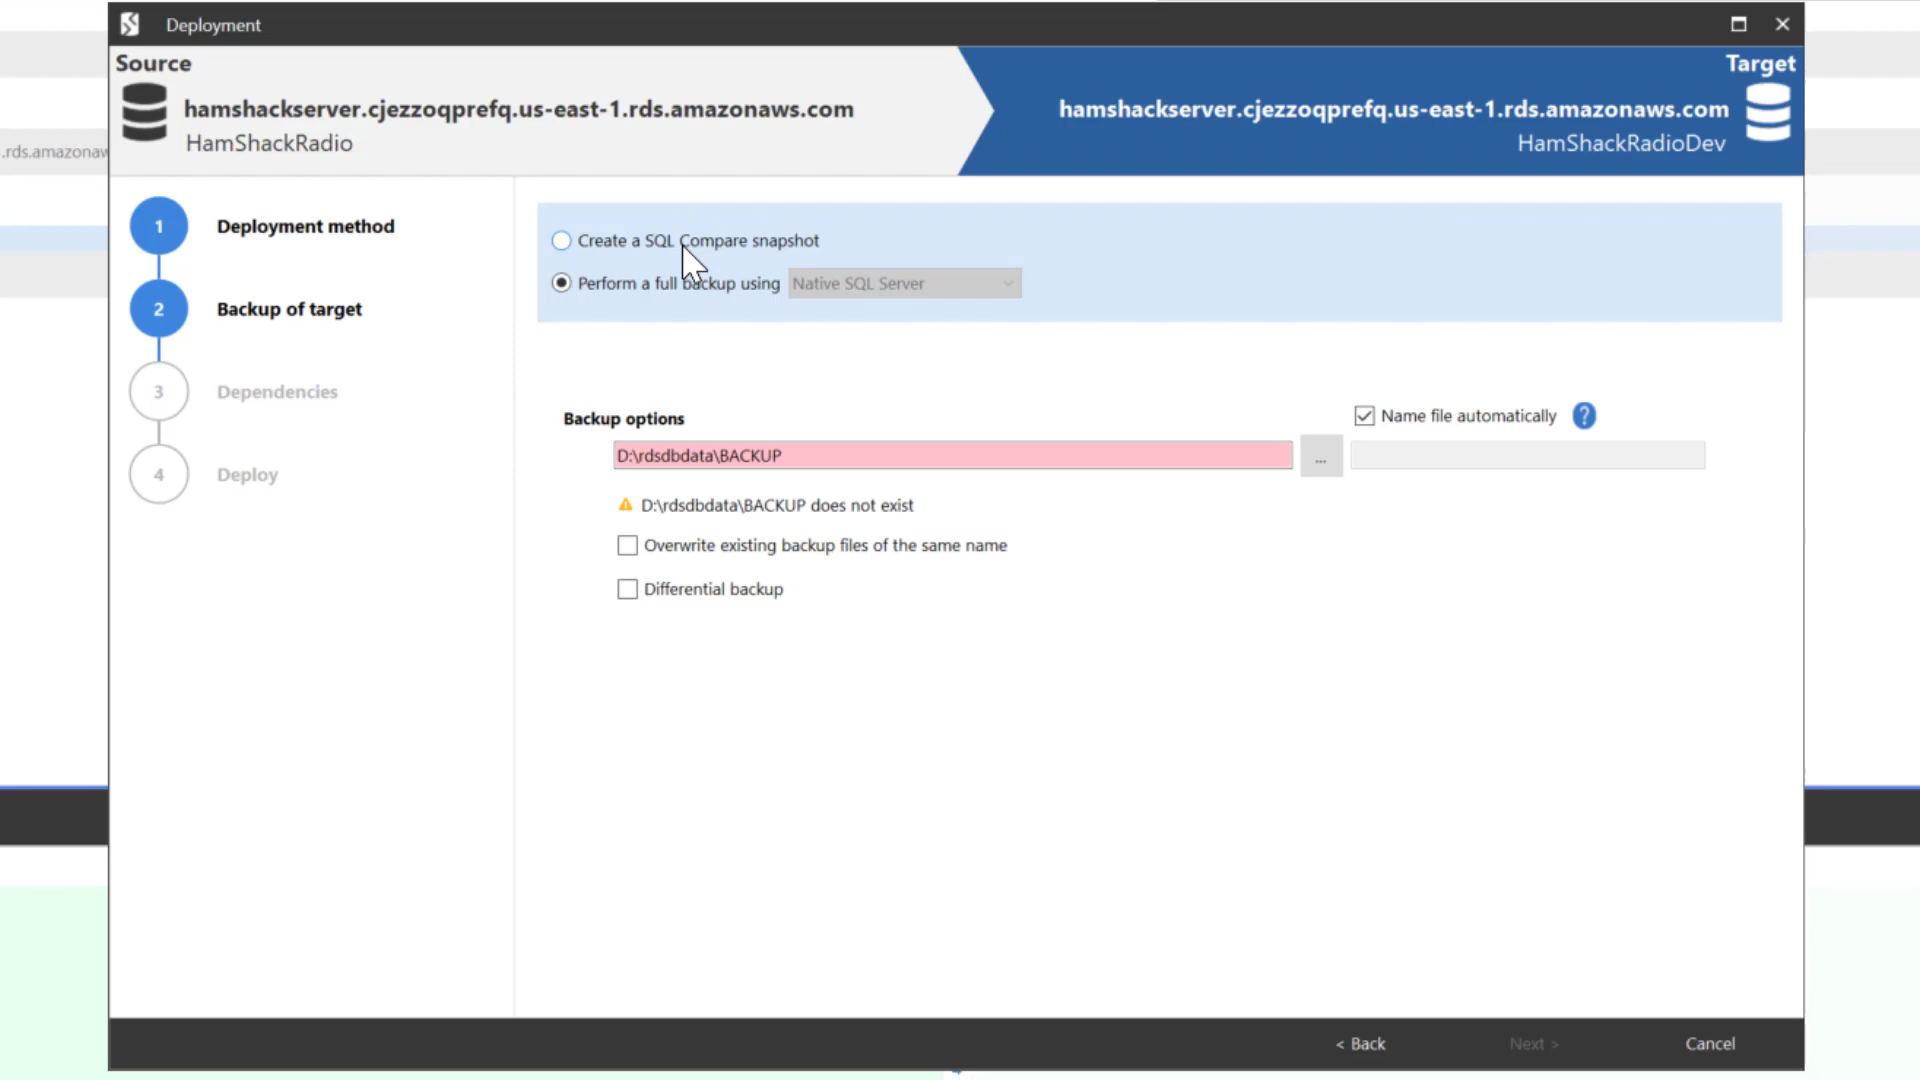 Deployment
Source
hamshackserver.cjezzoqprefq.us-east-1.rds.amazonaws.com
HamShackRadio
Target
hamshackserver.cjezzoqprefq.us-east-1.rds.amazonaws.com
HamShackRadioDev
.rds.amazonaw
1 Deployment method
2 Backup of target
3 Dependencies
4 Deploy
Create a SQL Compare snapshot
Perform a full backup using Native SQL Server
Backup options
Name file automatically ?
D:\rdsdbdata\BACKUP ...
D:\rdsdbdata\BACKUP does not exist
Overwrite existing backup files of the same name
Differential backup
< Back Next > Cancel